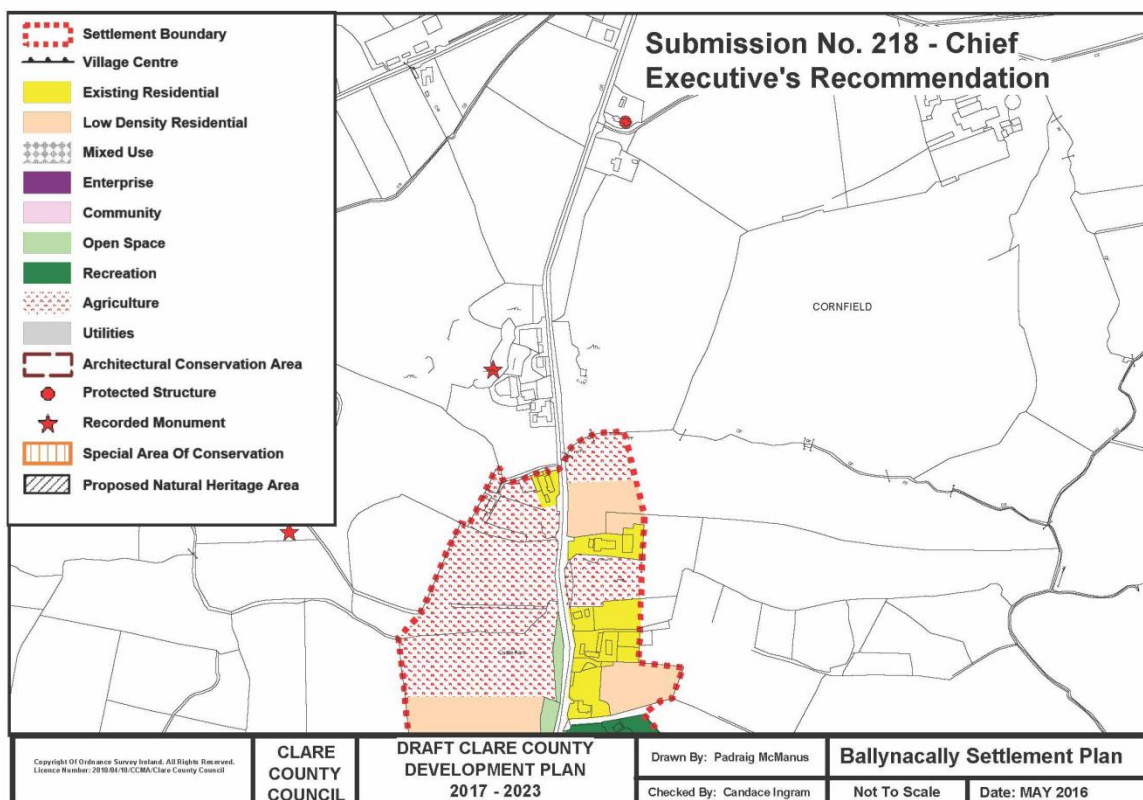 Settlement Boundary
Village Centre
Existing Residential
Low Density Residential
Mixed Use
Enterprise
Community
Open Space
Recreation
Agriculture
Utilities
Architectural Conservation Area
Protected Structure
Recorded Monument
Special Area Of Conservation
Proposed Natural Heritage Area
Submission No. 218 - Chief
Executive's Recommendation
CORNFIELD
Copyright Of Ordnance Survey Ireland. All Rights Reserved.
Licence Number: 2010/04/10/CCMA/Clare County Council
CLARE
COUNTY
COUNCIL
DRAFT CLARE COUNTY
DEVELOPMENT PLAN
2017 - 2023
Drawn By: Padraig McManus
Checked By: Candace Ingram
Ballynacally Settlement Plan
Not To Scale
Date: MAY 2016